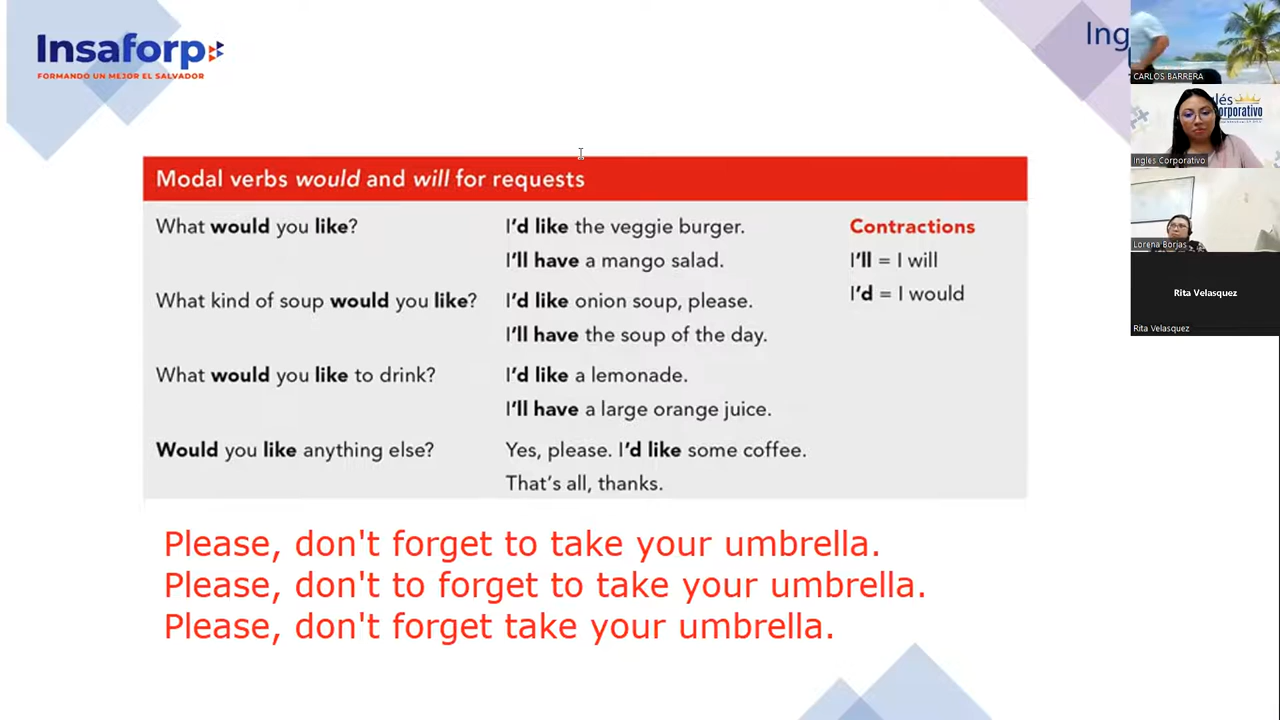 Insaforp
FORMANDO UN MEJOR EL SALVADOR
Ing
Modal verbs would and will for requests
What would you like?
I'd like the veggie burger.
I'll have a mango salad.
What kind of soup would you like?
I'd like onion soup, please.
I'll have the soup of the day.
What would you like to drink?
I'd like a lemonade.
I'll have a large orange juice.
Would you like anything else?
Yes, please. I'd like some coffee.
That's all, thanks.
Contractions
I'll = I will
I'd = I would
Please, don't forget to take your umbrella.
Please, don't to forget to take your umbrella.
Please, don't forget take your umbrella.
CARLOS BARRERA
glés
orporativo
Ingles Corporativo
Lorena Borjas
Rita Velasquez
Rita Velasquez